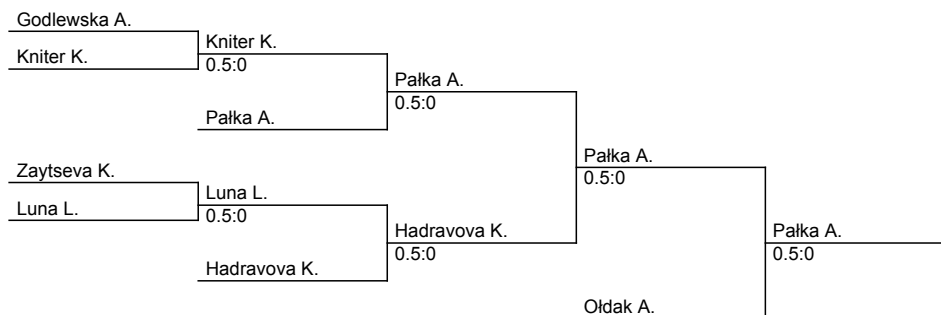 Godlewska A.
Kniter K.
Kniter K.
0.5:0
Pałka A.
0.5:0
Pałka A.
Pałka A.
0.5:0
Zaytseva K.
Luna L.
0.5:0
Luna L.
Pałka A.
0.5:0
Hadravova K.
0.5:0
Hadravova K.
Ołdak A.